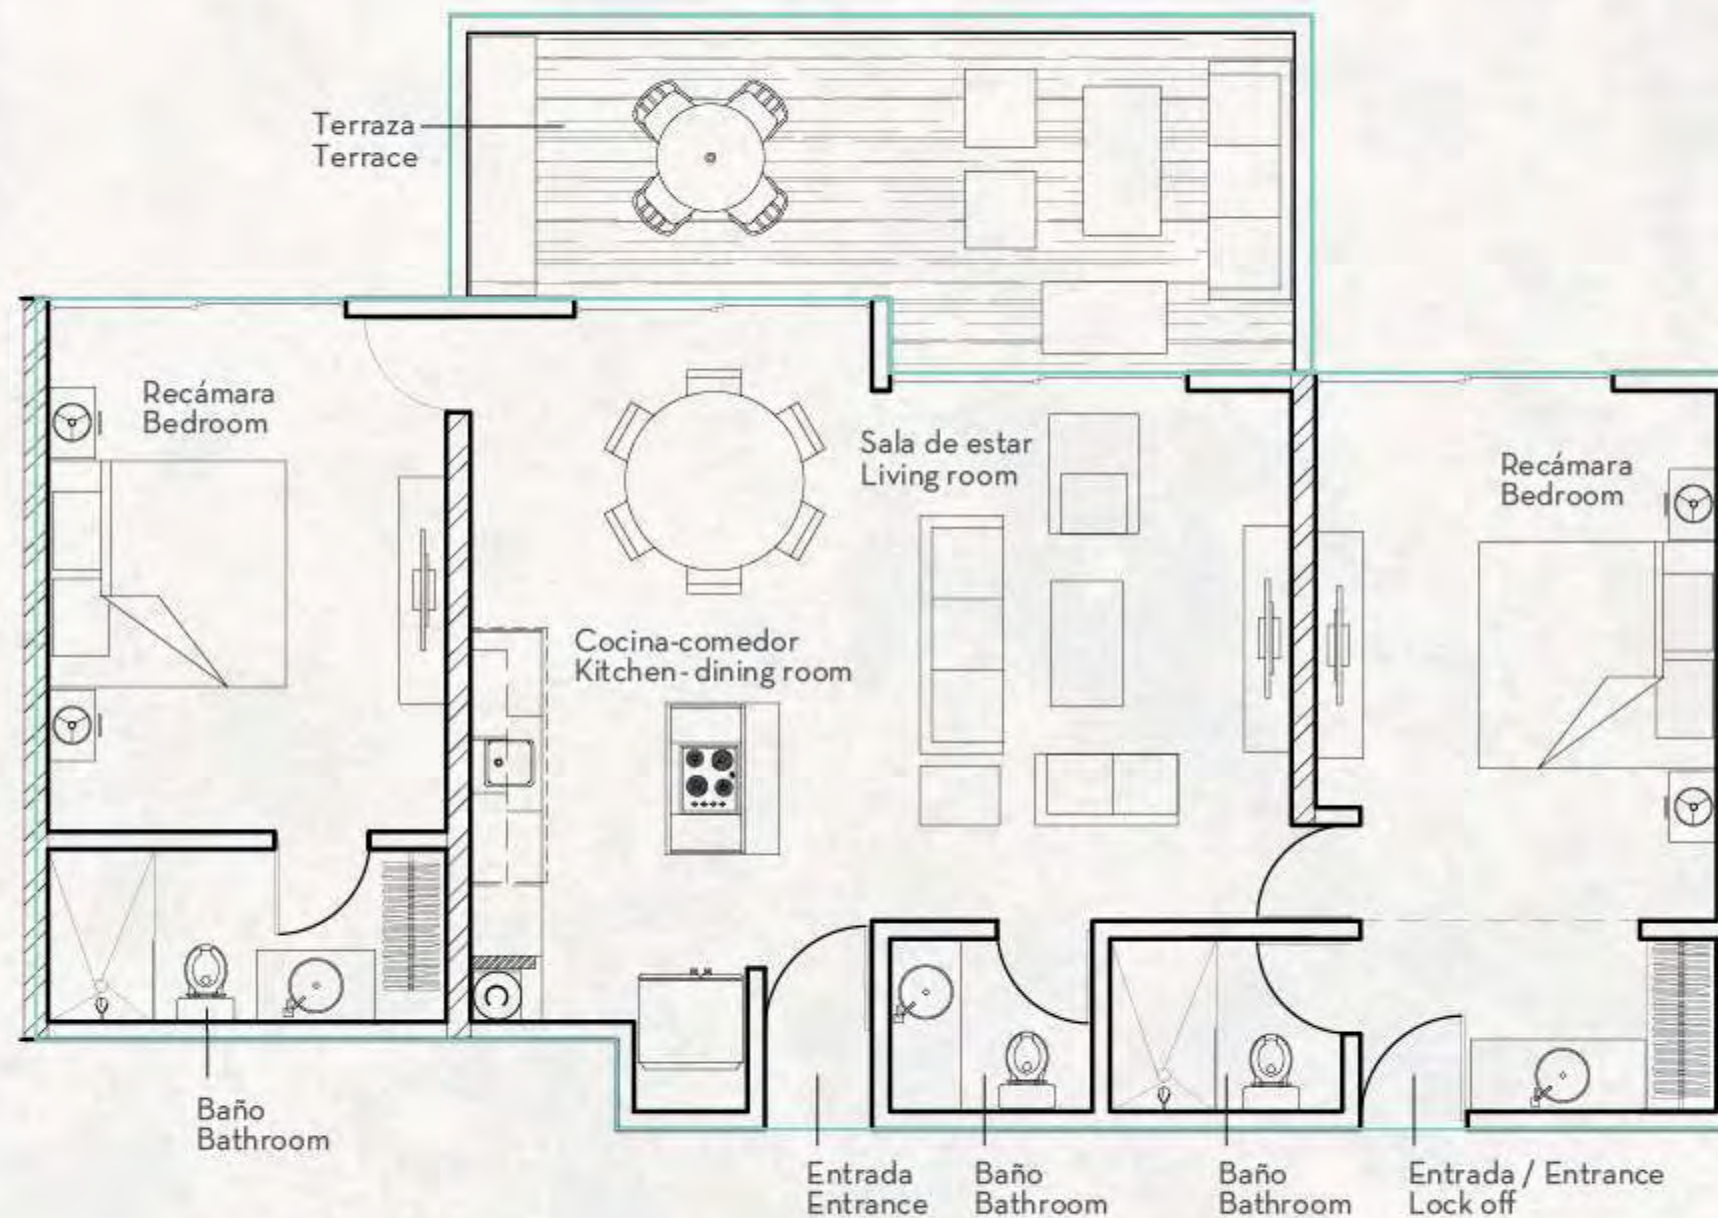 Terraza
Terrace
Recámara
Bedroom
Sala de estar
Living room
Recámara
Bedroom
Cocina-comedor
Kitchen-dining room
Baño
Bathroom
Entrada
Entrance
Baño
Bathroom
Baño
Bathroom
Entrada / Entrance
Lock off